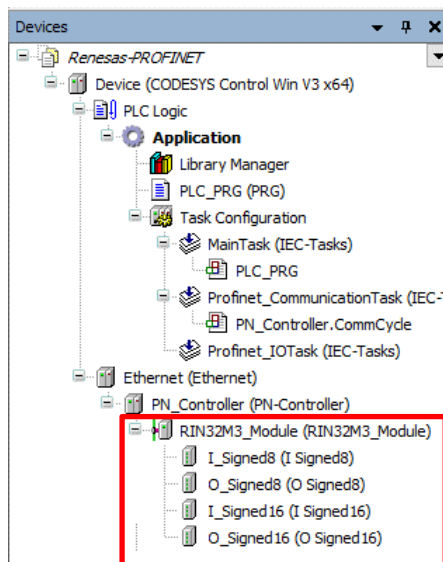 Devices
Renesas-PROFINET
Device (CODESYS Control Win V3 x64)
PLC Logic
Application
Library Manager
PLC_PRG (PRG)
Task Configuration
MainTask (IEC-Tasks)
PLC_PRG
Profinet_CommunicationTask (IEC-T
PN_Controller.CommCycle
Profinet_IOTask (IEC-Tasks)
Ethernet (Ethernet)
PN_Controller (PN-Controller)
RIN32M3_Module (RIN32M3_Module)
I_Signed8 (I Signed8)
O_Signed8 (O Signed8)
I_Signed16 (I Signed16)
O_Signed16 (O Signed16)